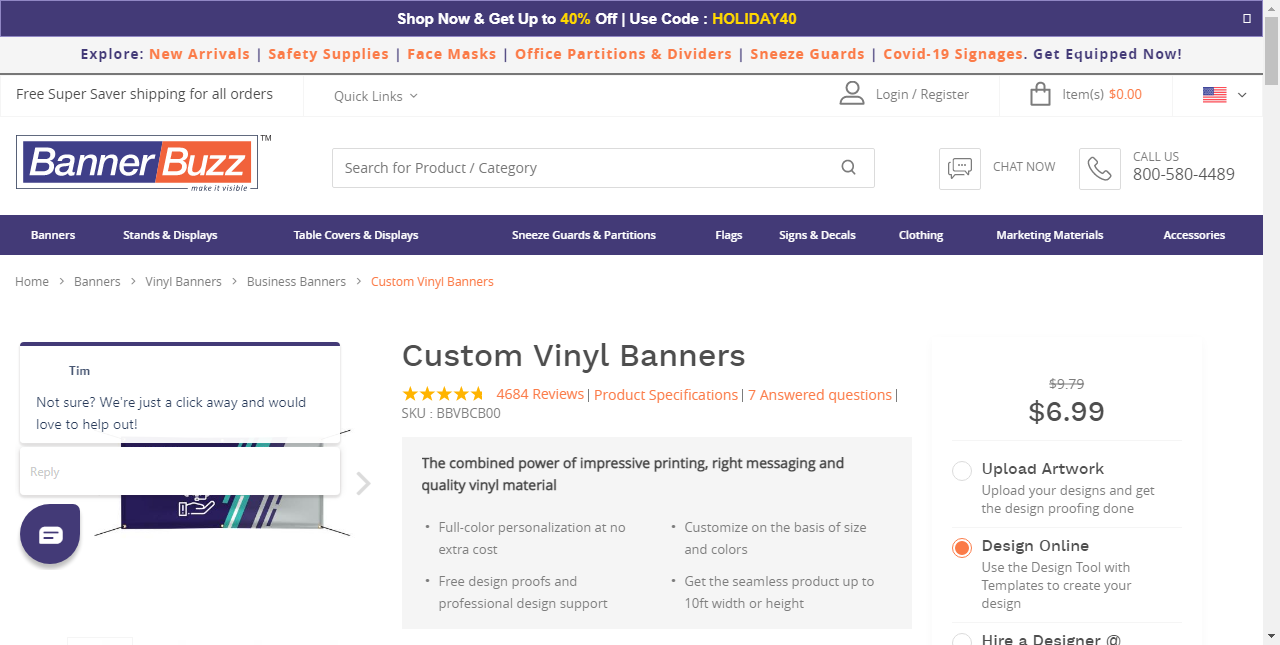 Shop Now & Get Up to 40% Off | Use Code : HOLIDAY40
Explore: New Arrivals | Safety Supplies | Face Masks | Office Partitions & Dividers | Sneeze Guards | Covid-19 Signages. Get Equipped Now!
Free Super Saver shipping for all orders
Quick Links
Login / Register
Item(s) $0.00
BannerBuzz TM
make it visible
Search for Product / Category
CHAT NOW
CALL US
800-580-4489
Banners Stands & Displays Table Covers & Displays Sneeze Guards & Partitions Flags Signs & Decals Clothing Marketing Materials Accessories
Home > Banners > Vinyl Banners > Business Banners > Custom Vinyl Banners
Tim
Not sure? We're just a click away and would
love to help out!
Reply
Custom Vinyl Banners
4684 Reviews | Product Specifications | 7 Answered questions |
SKU : BBVBCB00
The combined power of impressive printing, right messaging and
quality vinyl material
• Full-color personalization at no
extra cost
• Free design proofs and
professional design support
• Customize on the basis of size
and colors
• Get the seamless product up to
10ft width or height
$9.79
$6.99
Upload Artwork
Upload your designs and get
the design proofing done
Design Online
Use the Design Tool with
Templates to create your
design
Hire a Designer @